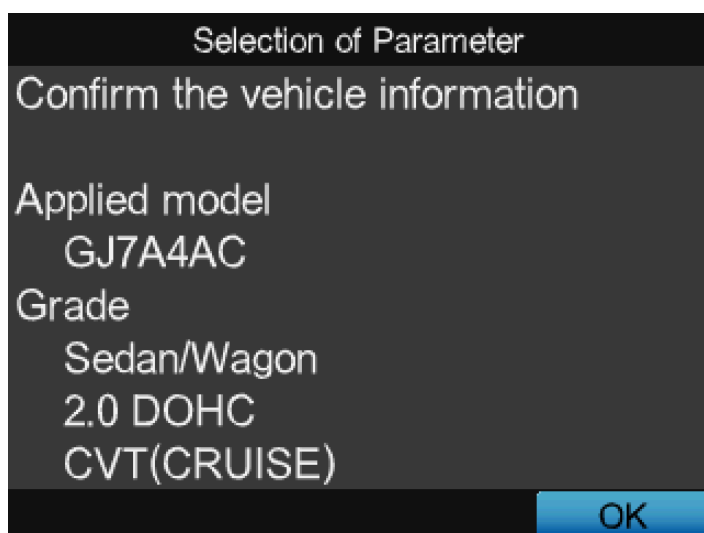 Selection of Parameter
Confirm the vehicle information
Applied model
GJ7A4AC
Grade
Sedan/Wagon
2.0 DOHC
CVT(CRUISE)
OK